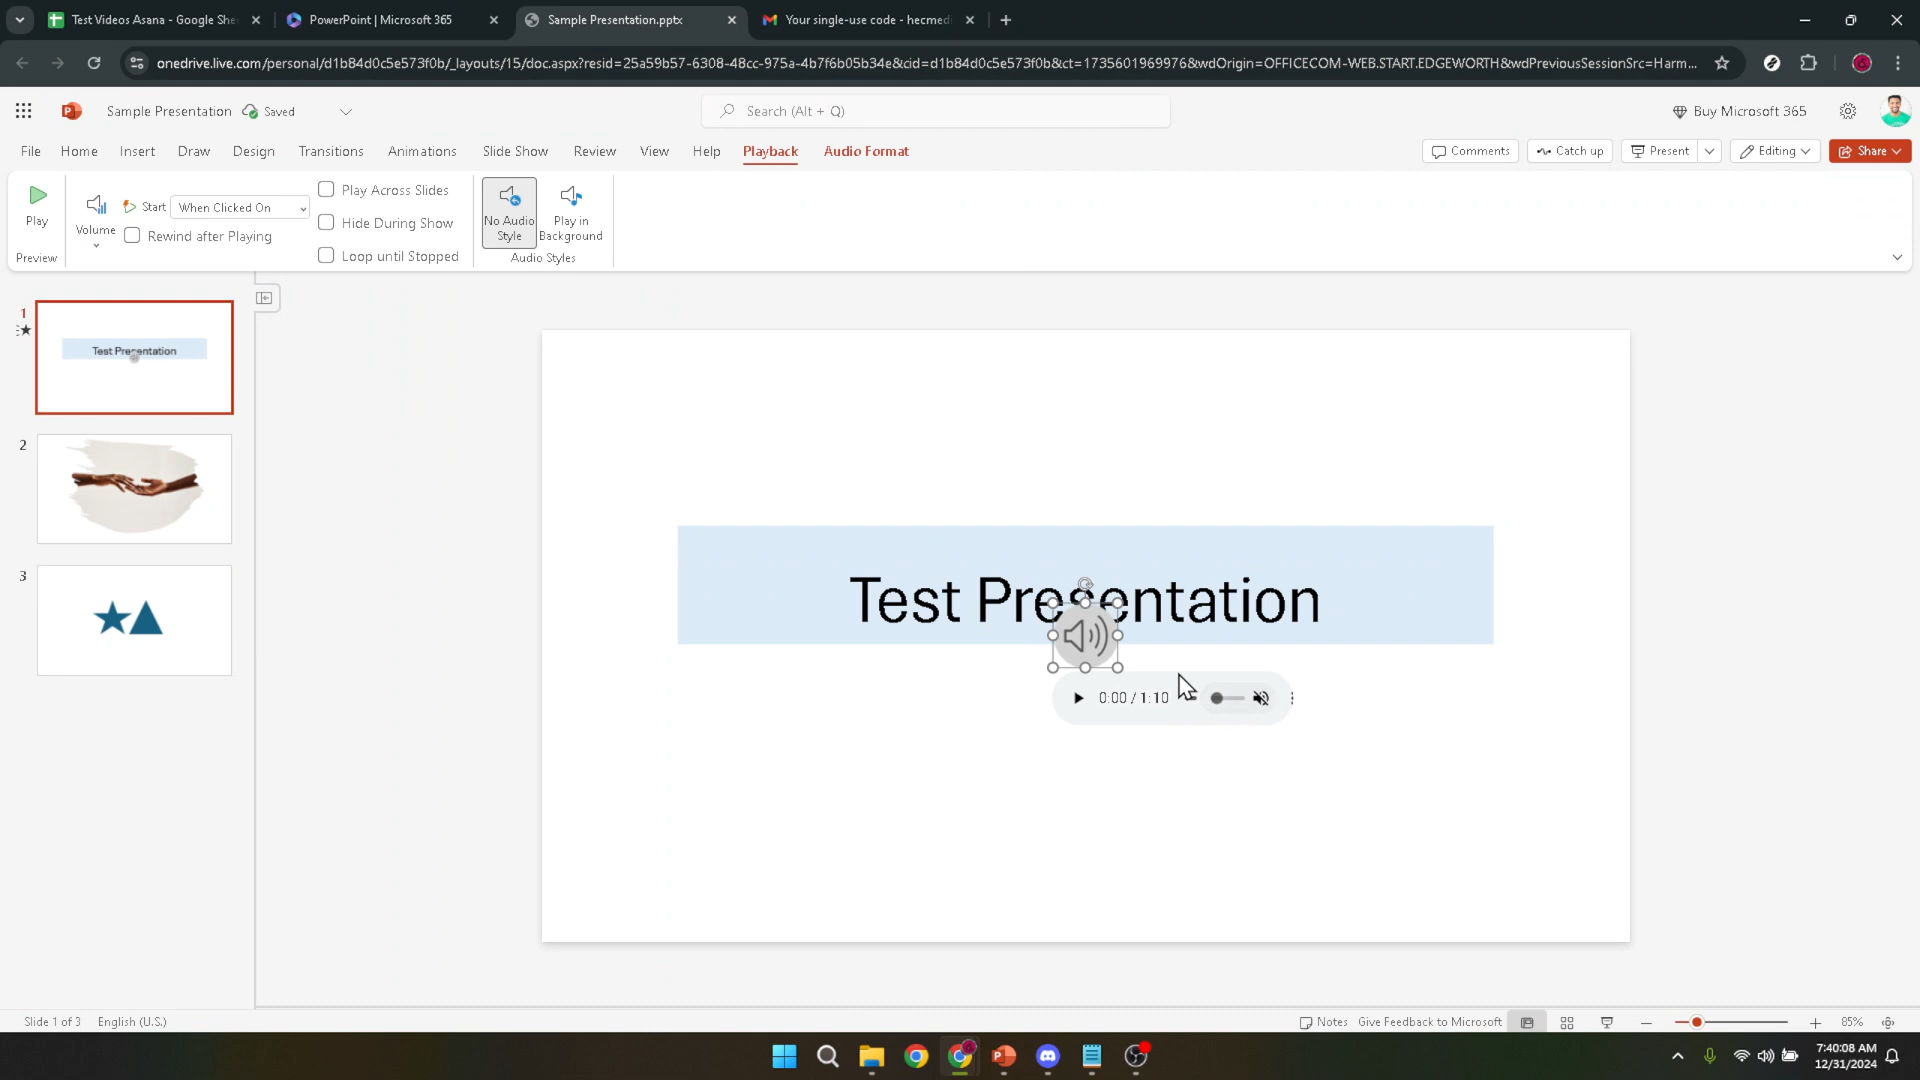 Test Videos Asana - Google She
PowerPoint | Microsoft 365
Sample Presentation.pptx
Your single-use code - hecmed
onedrive.live.com/personal/d1b84d0c5e573f0b/_layouts/15/doc.aspx?resid=25a59b57-6308-48cc-975a-4b7f6b05b34e&cid=d1b84d0c5e573f0b&ct=1735601969976&wdOrigin=OFFICECOM-WEB.START.EDGEWORTH&wdPreviousSessionSrc=Harm...
Sample Presentation Saved
Search (Alt + Q)
Buy Microsoft 365
File Home Insert Draw Design Transitions Animations Slide Show Review View Help Playback Audio Format
Comments Catch up Present Editing Share
Play
Preview
Volume
Start When Clicked On
Rewind after Playing
Play Across Slides
Hide During Show
Loop until Stopped
No Audio Style
Play in Background
Audio Styles
1
Test Presentation
2
3
Test Presentation
0:00 / 1:10
Slide 1 of 3 English (U.S.)
Notes Give Feedback to Microsoft
85%
7:40:08 AM
12/31/2024